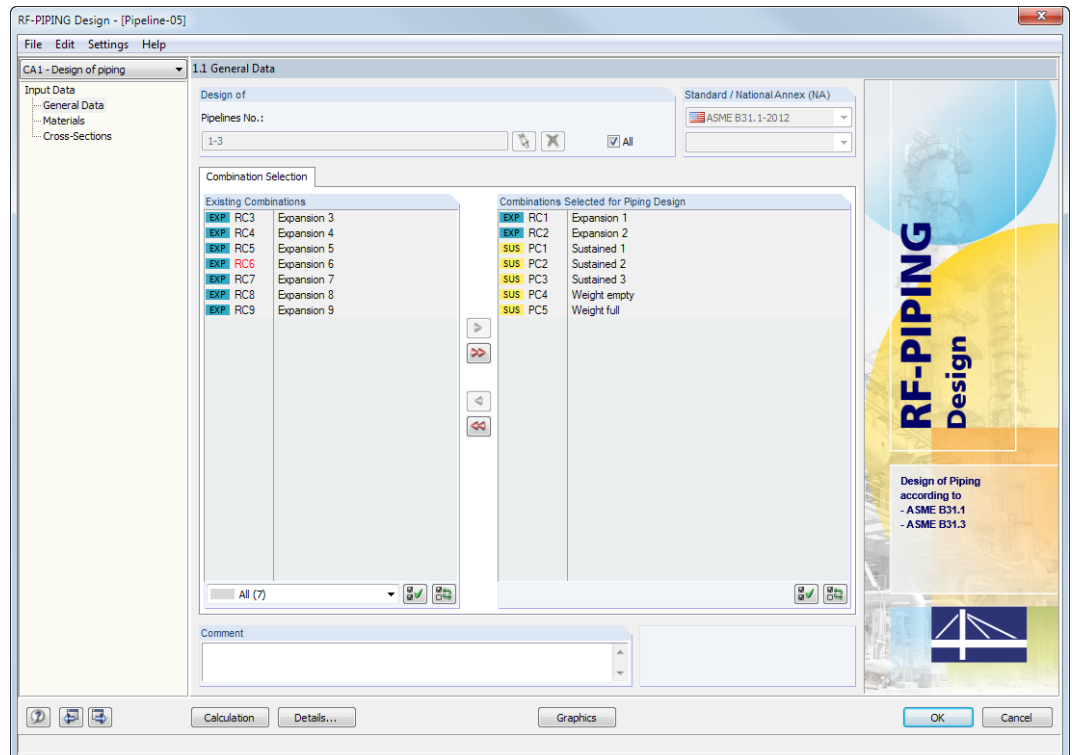 RF-PIPING Design - [Pipeline-05]
x
File Edit Settings Help
CA1 - Design of piping
1.1 General Data
Input Data
General Data
Materials
Cross-Sections
Design of
Pipelines No.:
1-3
All
Standard / National Annex (NA)
ASME B31.1-2012
Combination Selection
Existing Combinations
EXP RC3 Expansion 3
EXP RC4 Expansion 4
EXP RC5 Expansion 5
EXP RC6 Expansion 6
EXP RC7 Expansion 7
EXP RC8 Expansion 8
EXP RC9 Expansion 9
All (7)
Combinations Selected for Piping Design
EXP RC1 Expansion 1
EXP RC2 Expansion 2
SUS PC1 Sustained 1
SUS PC2 Sustained 2
SUS PC3 Sustained 3
SUS PC4 Weight empty
SUS PC5 Weight full
Comment
RF-PIPING
Design
Design of Piping
according to
- ASME B31.1
- ASME B31.3
Calculation
Details...
Graphics
OK
Cancel